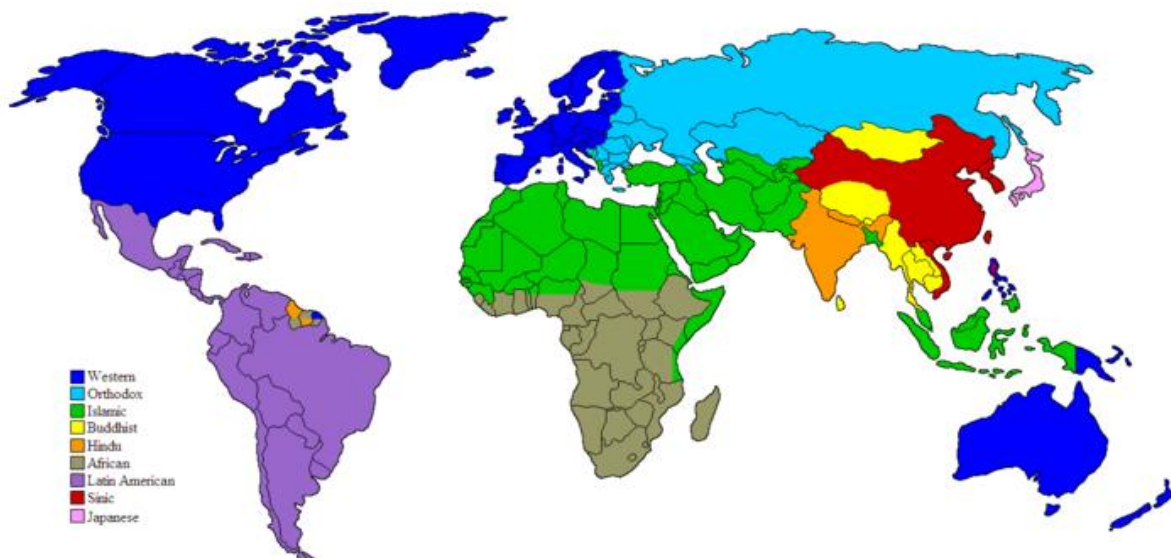 Western
Orthodox
Islamic
Buddhist
Hindu
African
Latin American
Sinic
Japanese